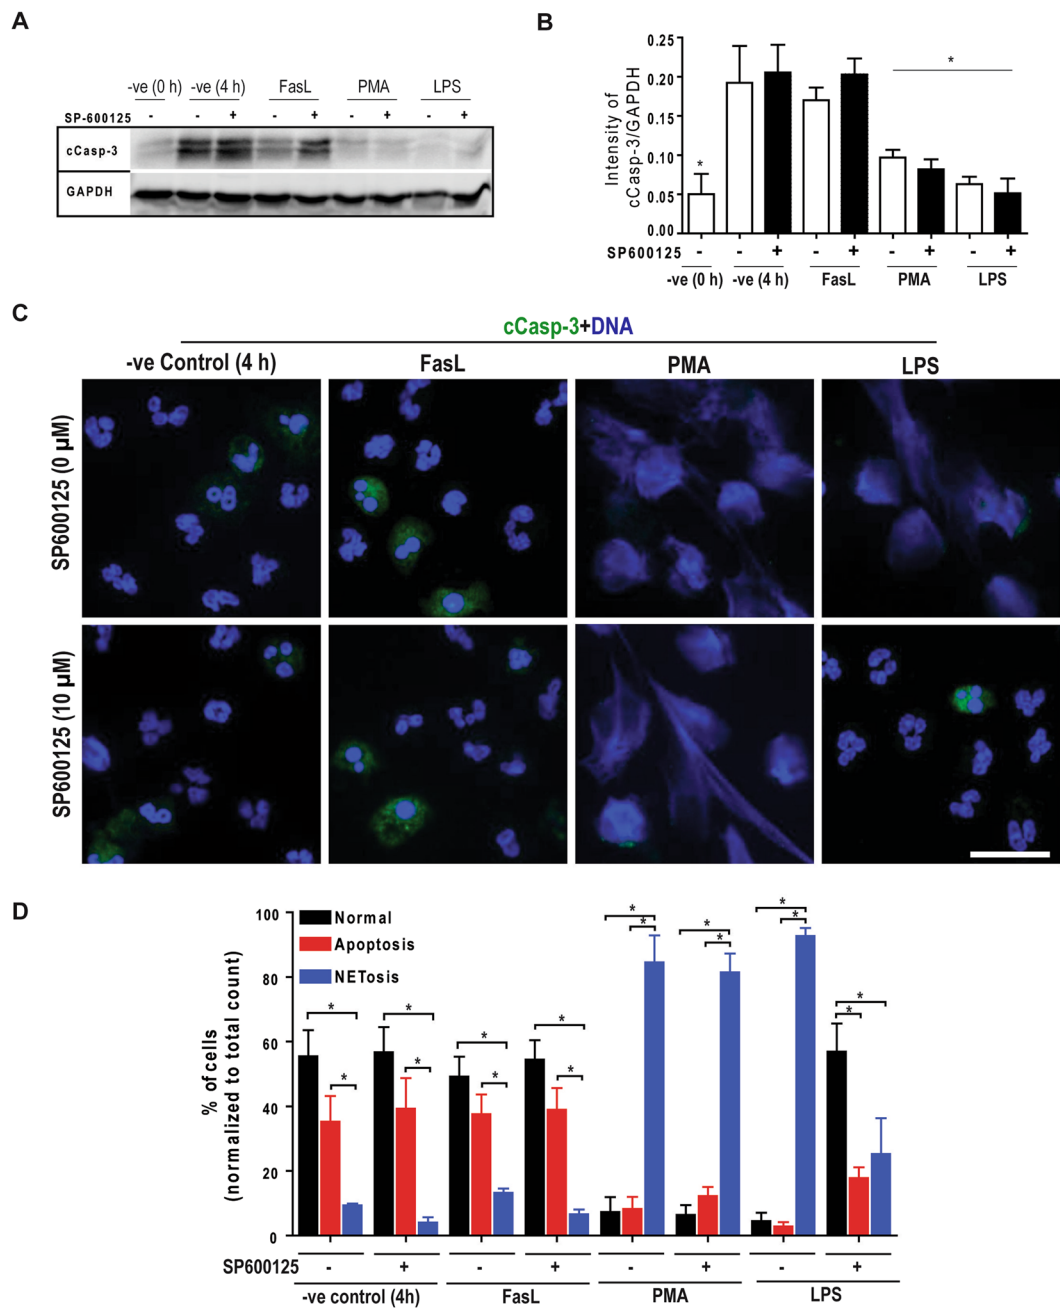 A
-ve (0 h) -ve (4 h) FasL PMA LPS
SP-600125 - - + - + - + - +
cCasp-3
GAPDH
B
Intensity of
cCasp-3/GAPDH
0.25
0.20
0.15
0.10
0.05
0.00
*
*
SP600125 - - + - + - + - +
-ve (0 h) -ve (4 h) FasL PMA LPS
C
cCasp-3+DNA
-ve Control (4 h) FasL PMA LPS
SP600125 (0 µM)
SP600125 (10 µM)
D
% of cells
(normalized to total count)
100
80
60
40
20
0
Normal
Apoptosis
NETosis
* * * * * * * *
* * * * * * * *
SP600125 - + - + - + - +
-ve control (4h) FasL PMA LPS